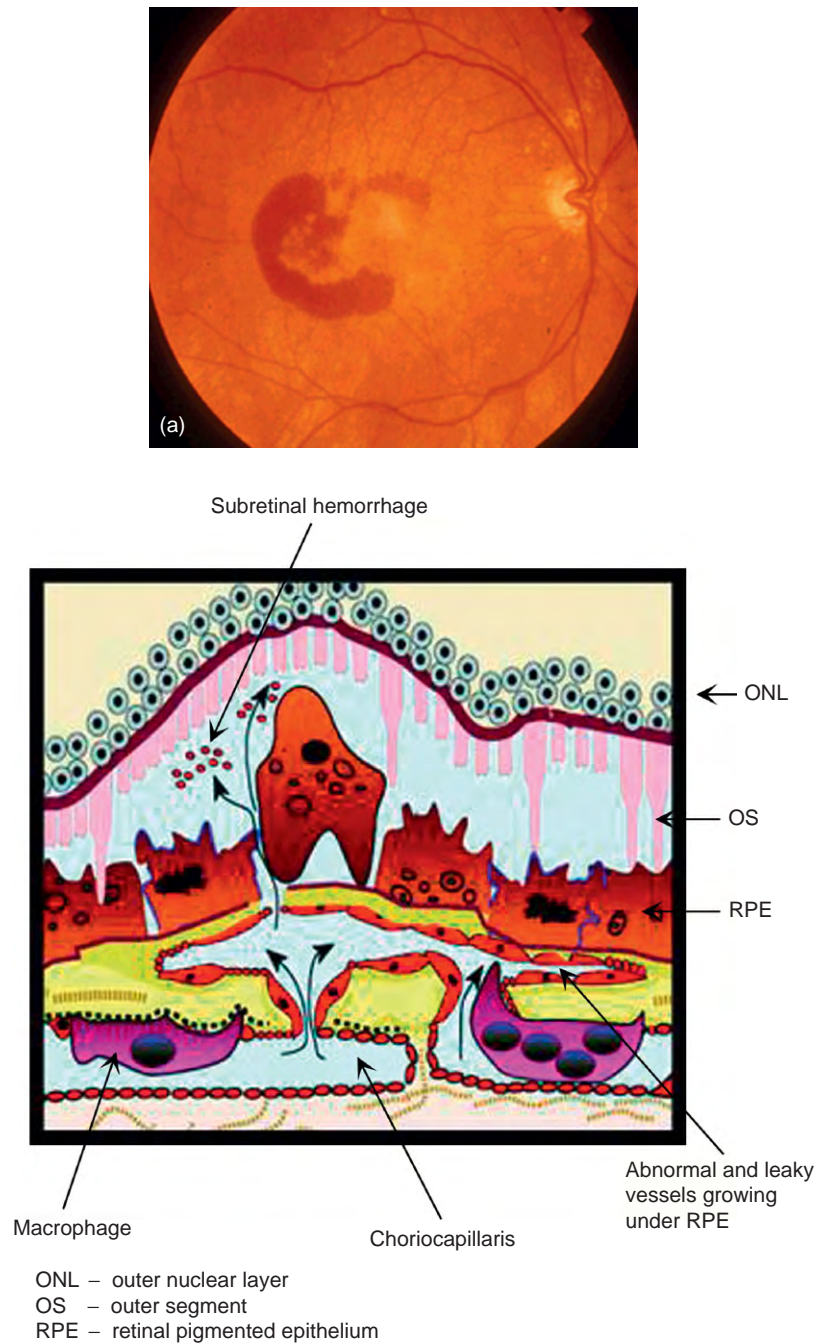 (a)
Subretinal hemorrhage
ONL
OS
RPE
Abnormal and leaky
vessels growing
under RPE
Macrophage
Choriocapillaris
ONL – outer nuclear layer
OS – outer segment
RPE – retinal pigmented epithelium